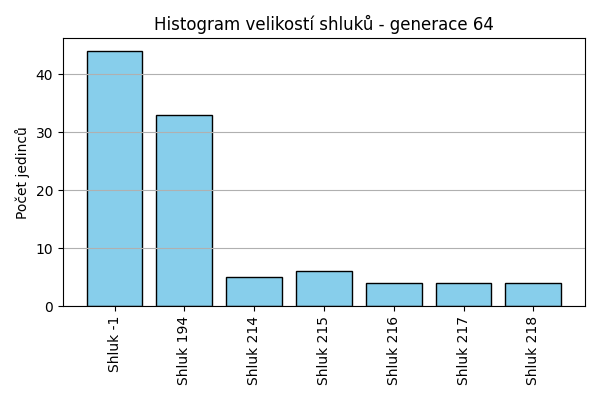 Histogram velikostí shluků - generace 64
Počet jedinců
40
30
20
10
0
Shluk -1
Shluk 194
Shluk 214
Shluk 215
Shluk 216
Shluk 217
Shluk 218